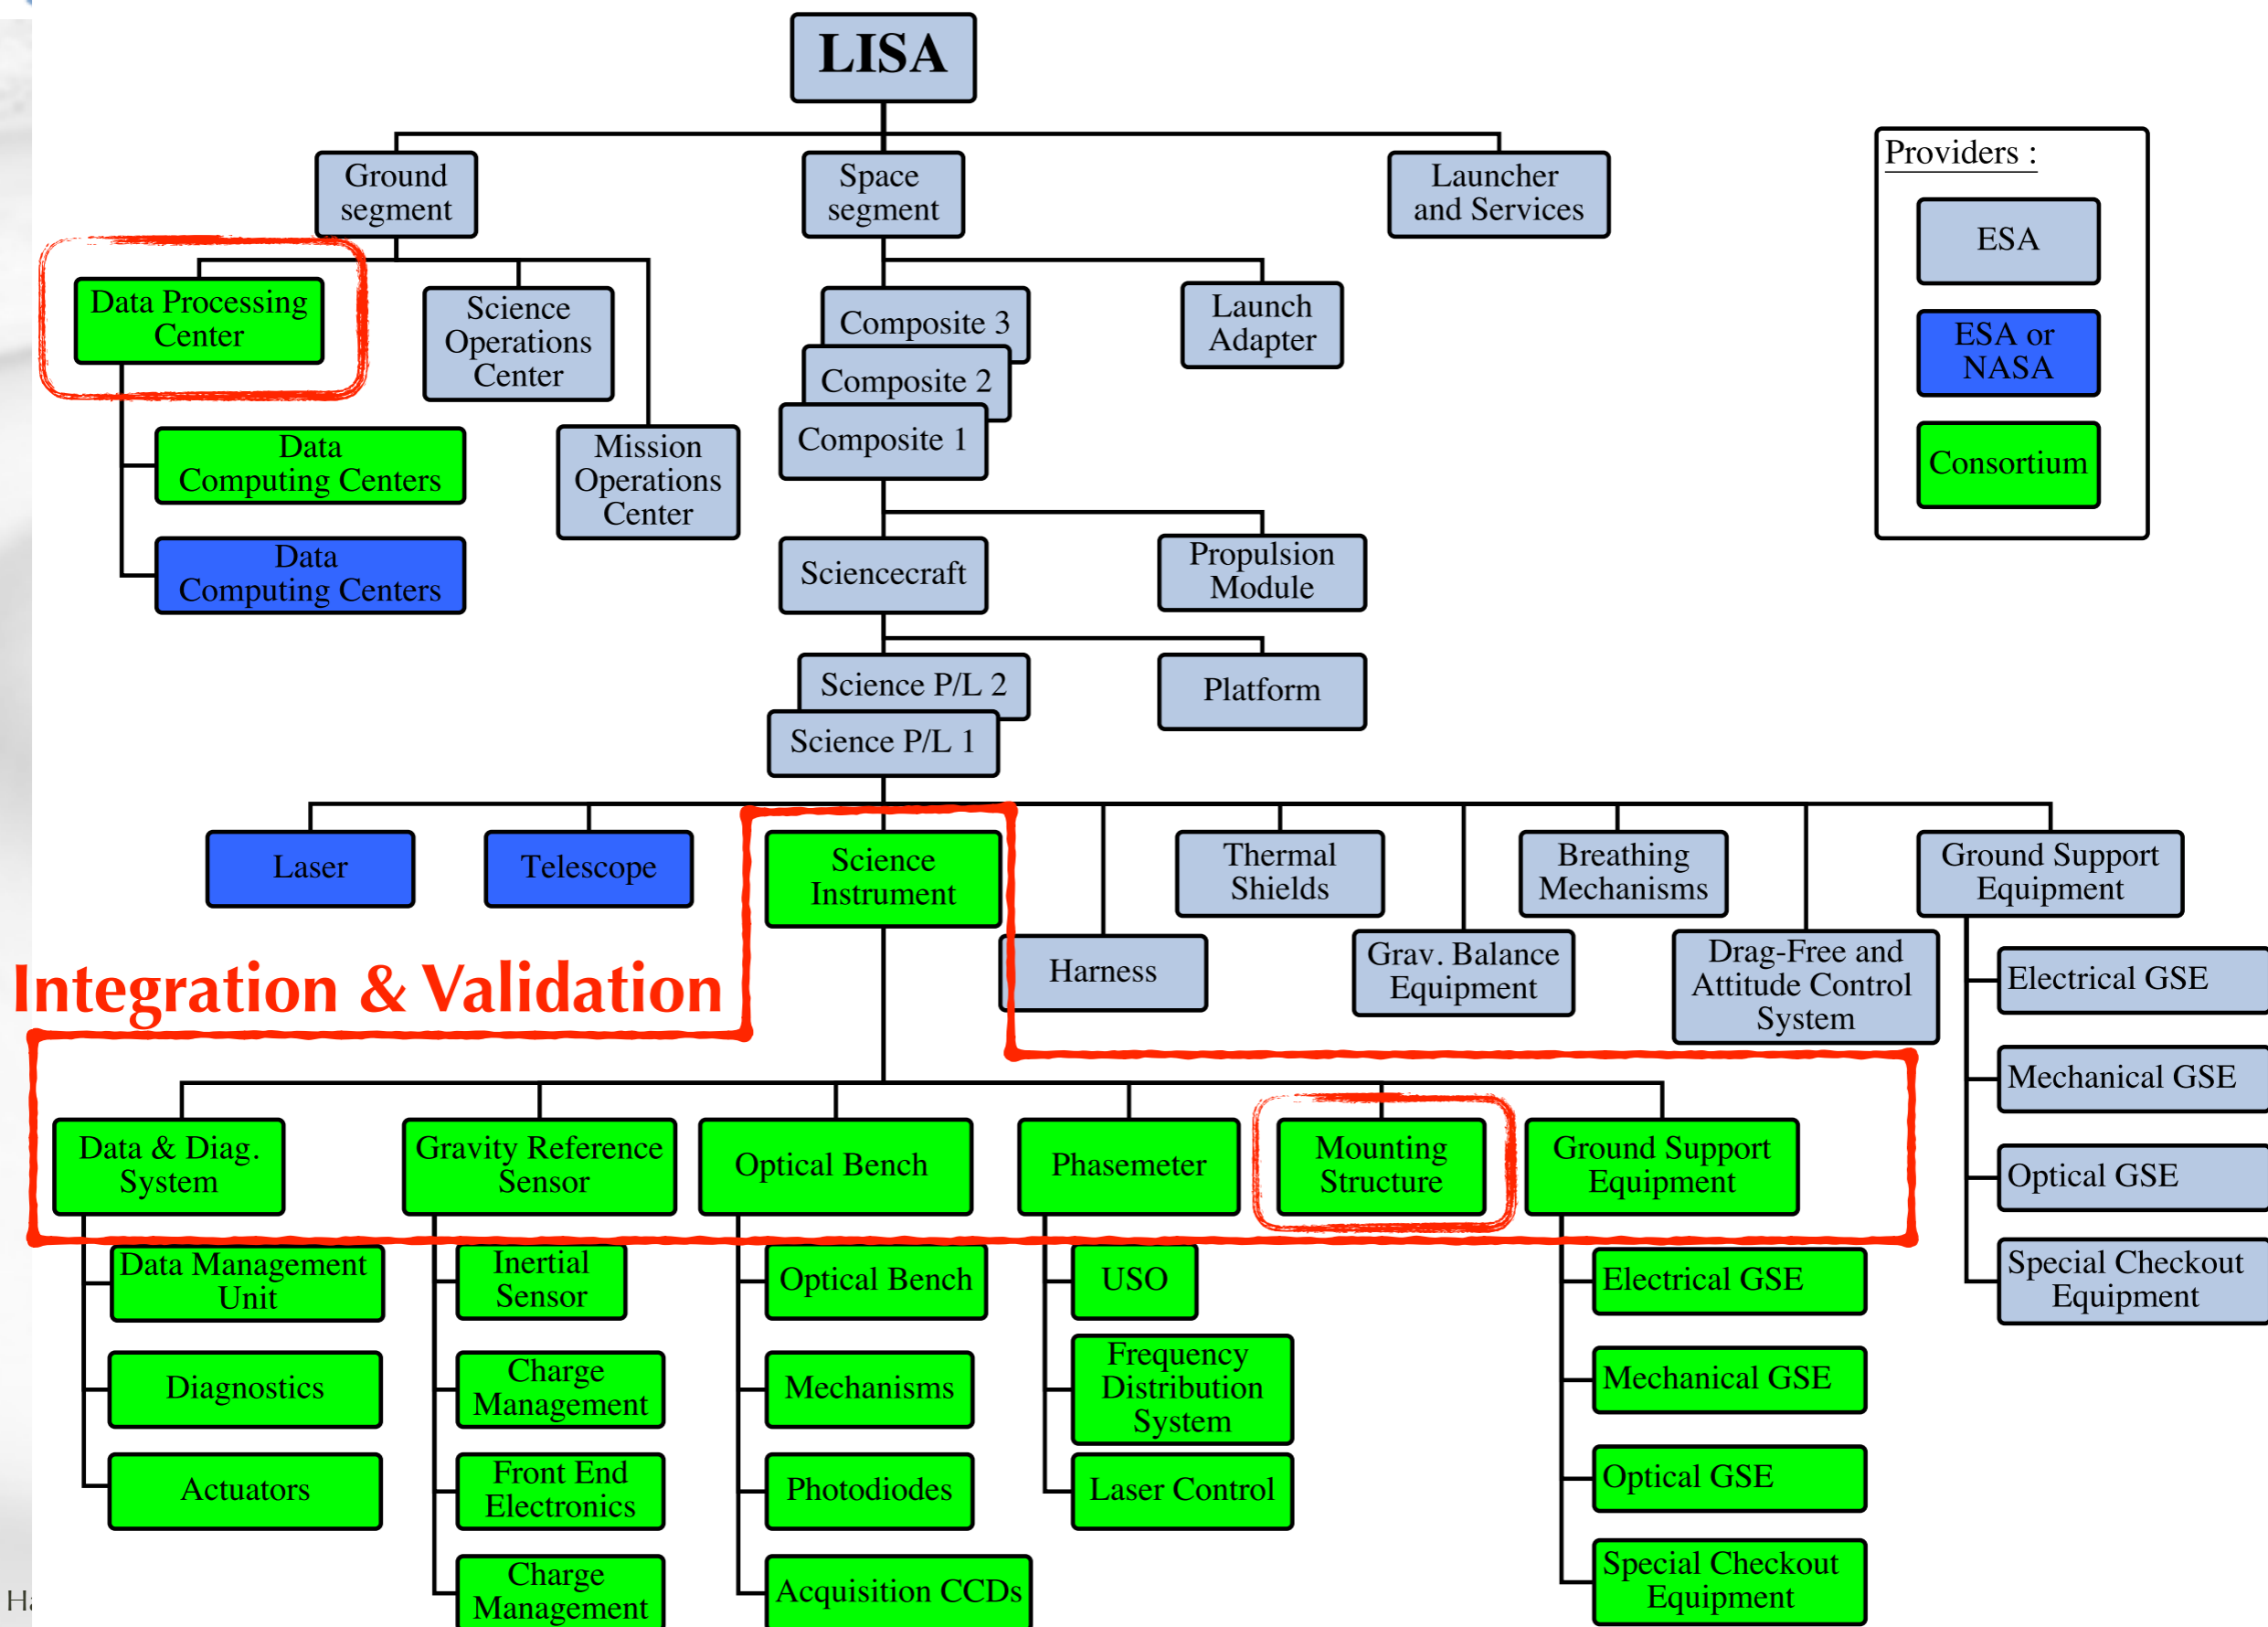 LISA
Providers :
ESA
ESA or
NASA
Consortium
Ground
segment
Space
segment
Launcher
and Services
Data Processing
Center
Science
Operations
Center
Mission
Operations
Center
Data
Computing Centers
Data
Computing Centers
Composite 3
Composite 2
Composite 1
Launch
Adapter
Sciencecraft
Propulsion
Module
Science P/L 2
Science P/L 1
Platform
Laser
Telescope
Science
Instrument
Harness
Thermal
Shields
Grav. Balance
Equipment
Breathing
Mechanisms
Drag-Free and
Attitude Control
System
Ground Support
Equipment
Electrical GSE
Mechanical GSE
Optical GSE
Special Checkout
Equipment
Integration & Validation
Data & Diag.
System
Data Management
Unit
Diagnostics
Actuators
Gravity Reference
Sensor
Inertial
Sensor
Charge
Management
Front End
Electronics
Charge
Management
Optical Bench
Optical Bench
Mechanisms
Photodiodes
Acquisition CCDs
Phasemeter
USO
Frequency
Distribution
System
Laser Control
Mounting
Structure
Ground Support
Equipment
Electrical GSE
Mechanical GSE
Optical GSE
Special Checkout
Equipment